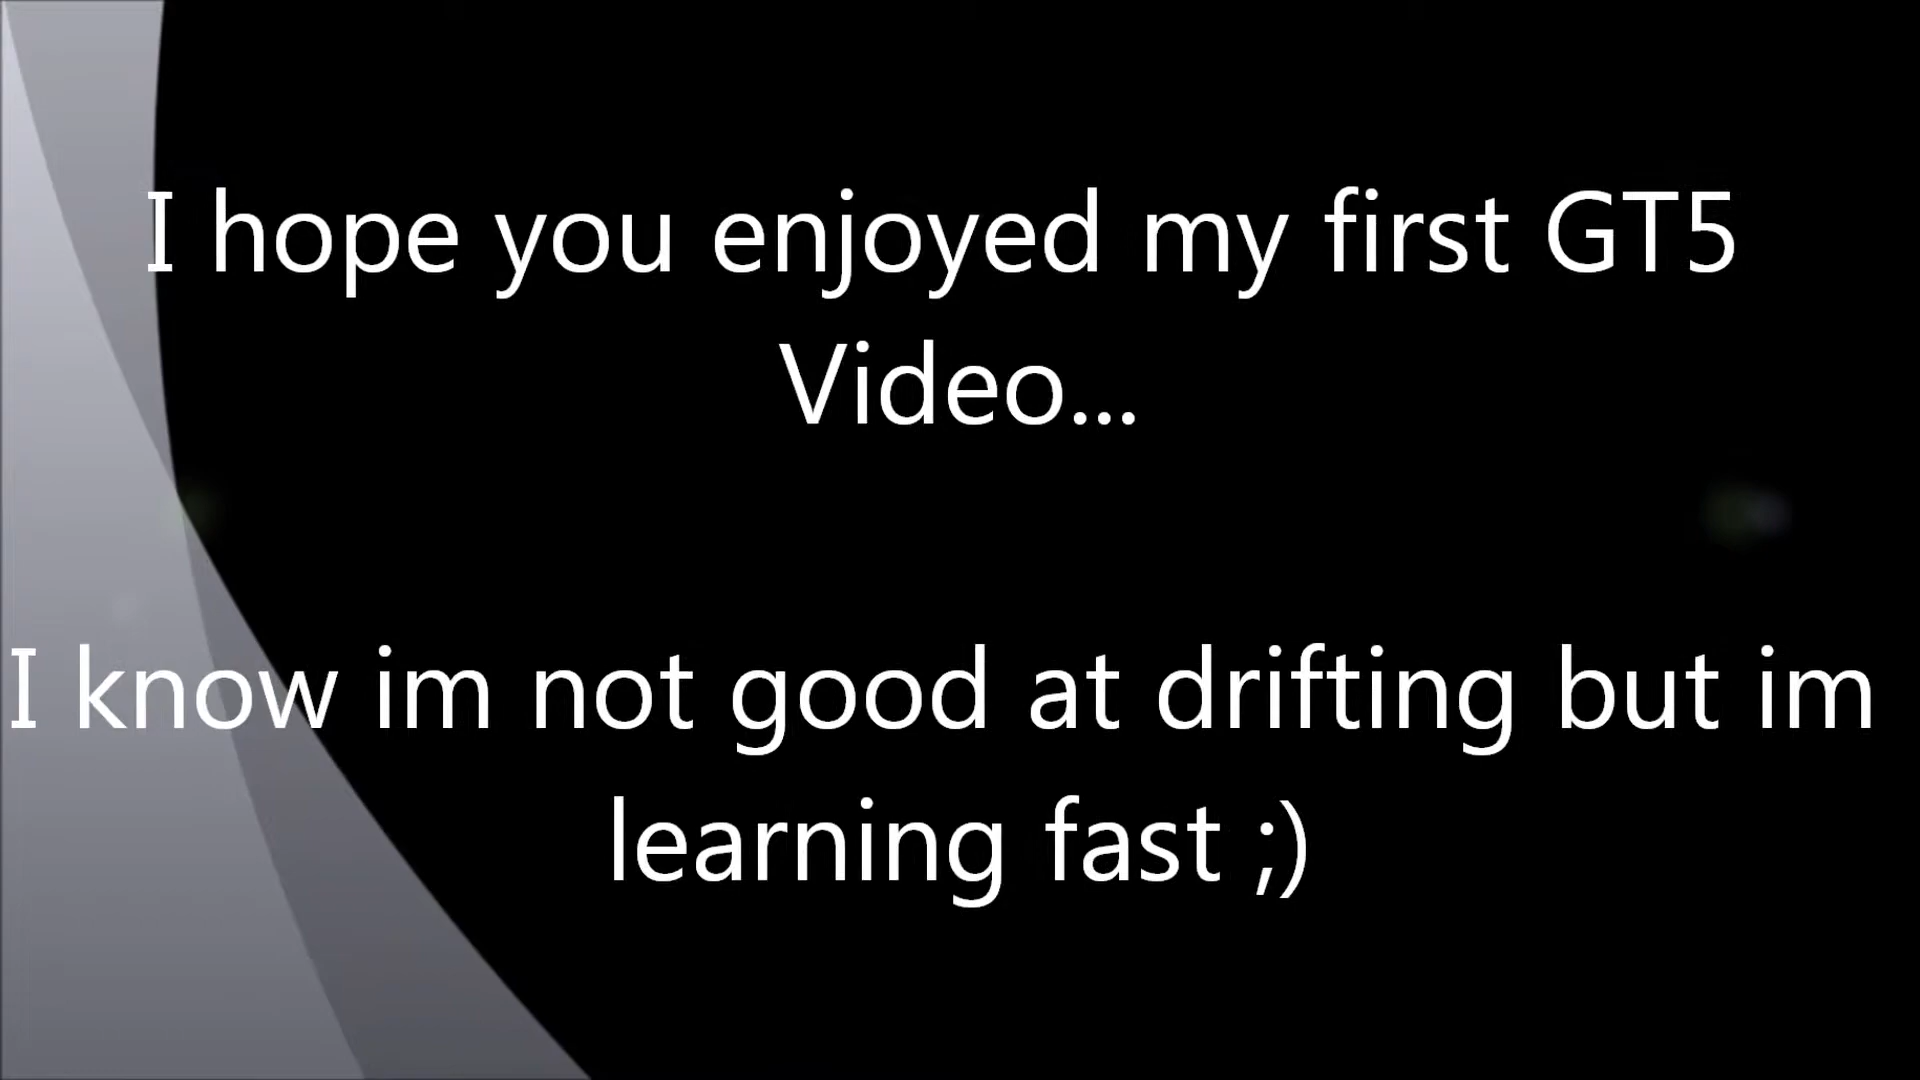 I hope you enjoyed my first GT5
Video...
I know im not good at drifting but im
learning fast ;)